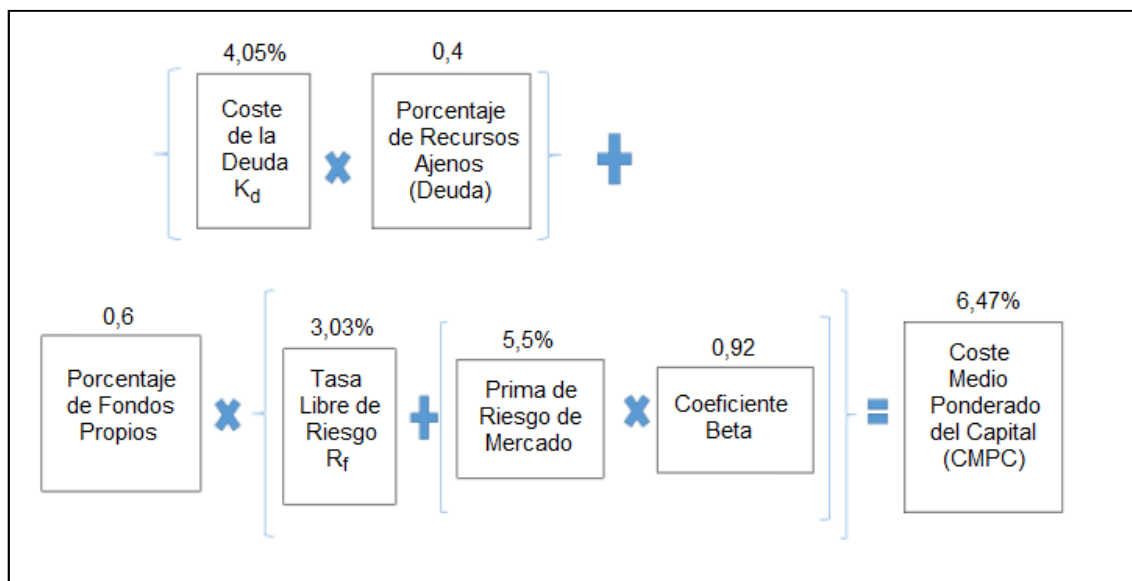 4,05%
Coste
de la
Deuda
Kd
0,4
Porcentaje
de Recursos
Ajenos
(Deuda)
0,6
Porcentaje
de Fondos
Propios
3,03%
Tasa
Libre de
Riesgo
Rf
5,5%
Prima de
Riesgo de
Mercado
0,92
Coeficiente
Beta
6,47%
Coste
Medio
Ponderado
del Capital
(CMPC)